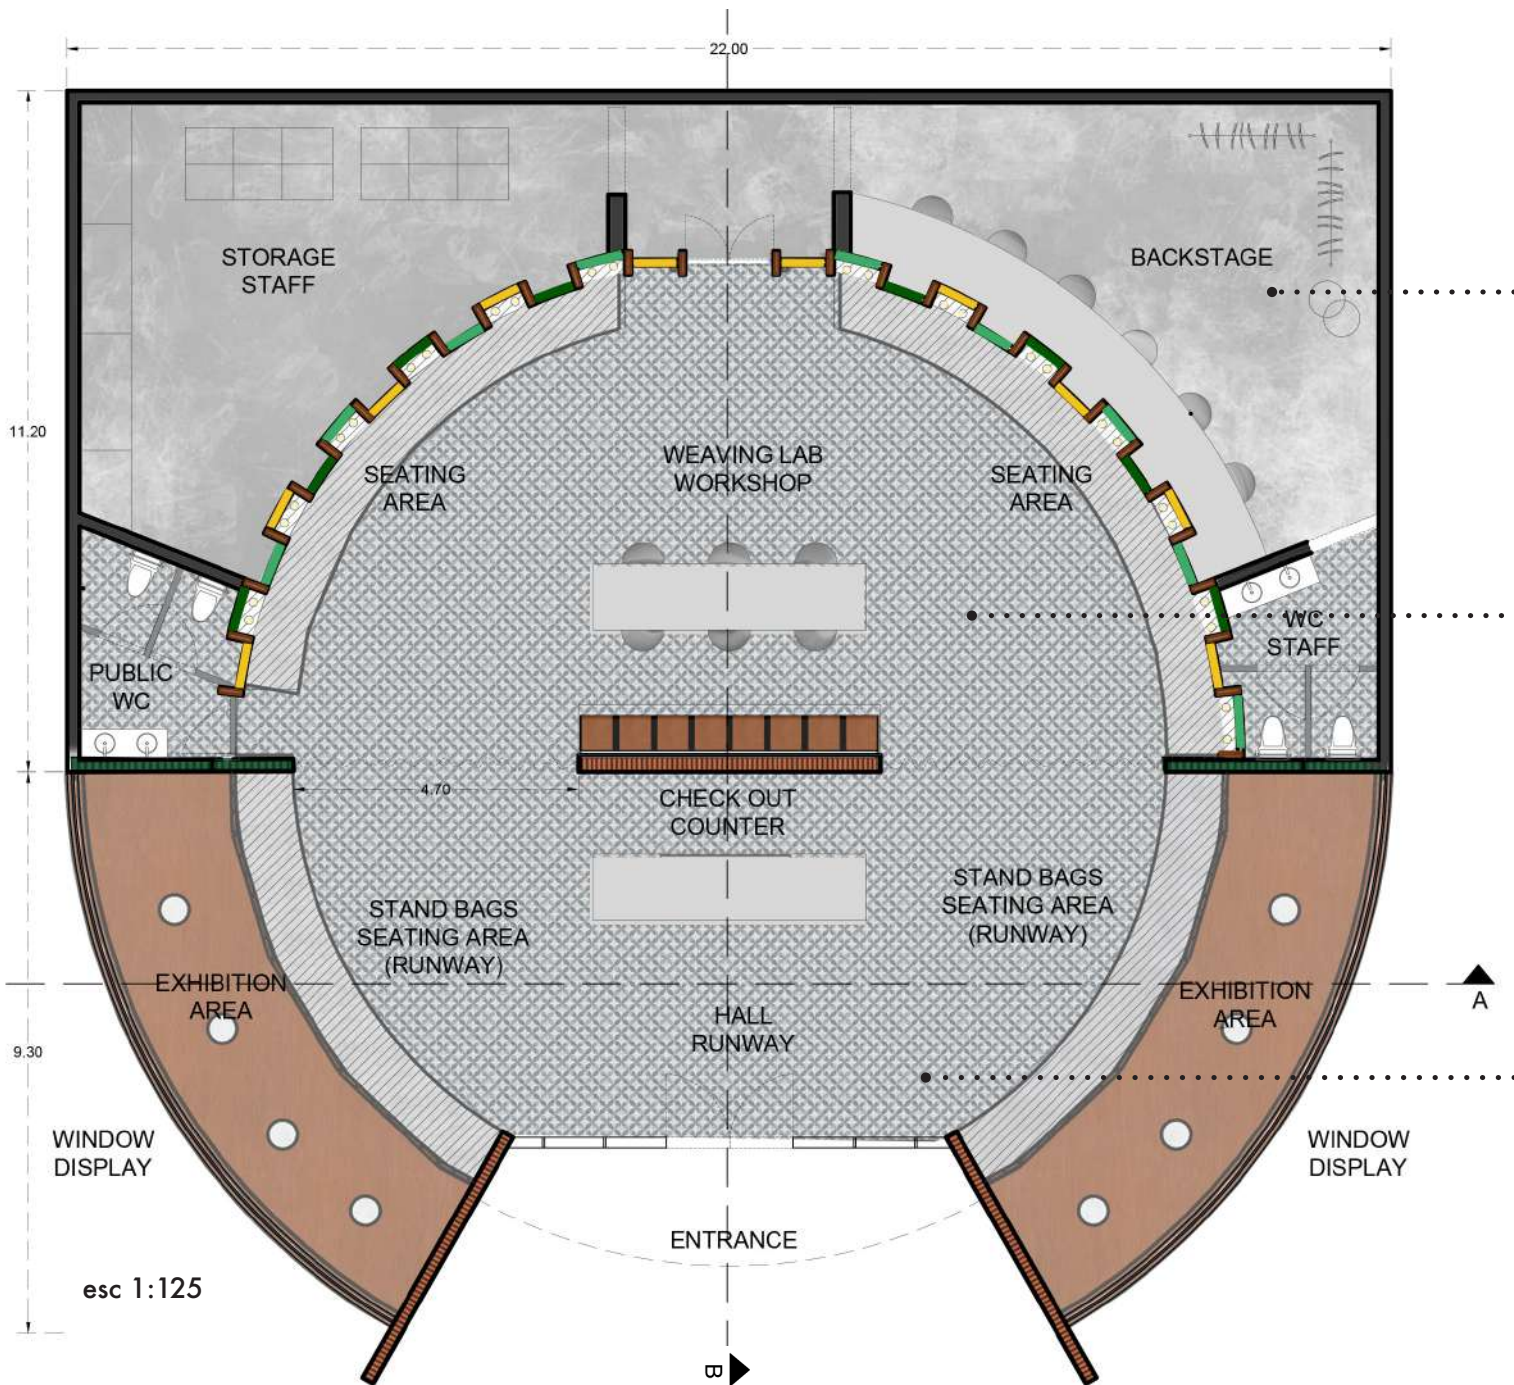 22.00
STORAGE
STAFF
BACKSTAGE
11.20
SEATING
AREA
WEAVING LAB
WORKSHOP
SEATING
AREA
PUBLIC
WC
WC
STAFF
4.70
CHECK OUT
COUNTER
STAND BAGS
SEATING AREA
(RUNWAY)
STAND BAGS
SEATING AREA
(RUNWAY)
EXHIBITION
AREA
EXHIBITION
AREA
A
HALL
RUNWAY
9.30
WINDOW
DISPLAY
WINDOW
DISPLAY
ENTRANCE
esc 1:125
B